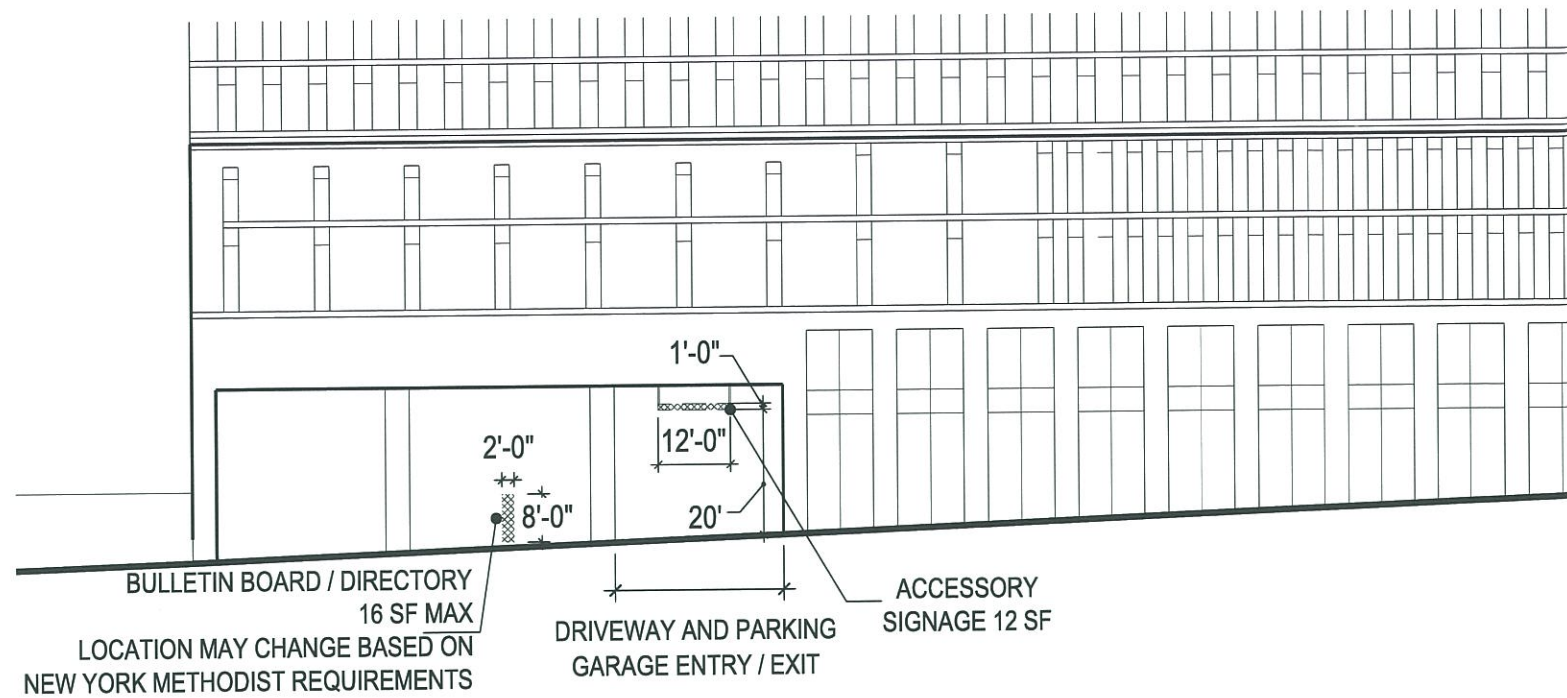 1'-0"
12'-0"
2'-0"
8'-0"
20'
BULLETIN BOARD / DIRECTORY
16 SF MAX
LOCATION MAY CHANGE BASED ON
NEW YORK METHODIST REQUIREMENTS
DRIVEWAY AND PARKING
GARAGE ENTRY / EXIT
ACCESSORY
SIGNAGE 12 SF